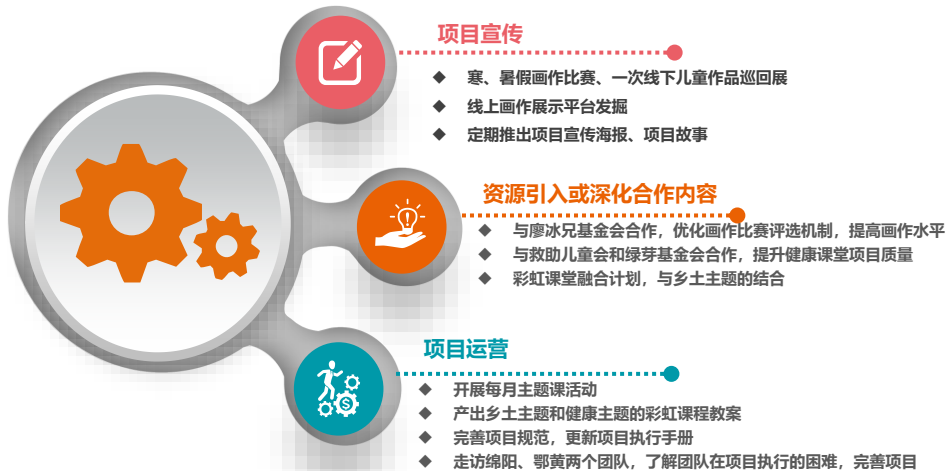 项目宣传
◆ 寒、暑假画作比赛、一次线下儿童作品巡回展
◆ 线上画作展示平台发掘
◆ 定期推出项目宣传海报、项目故事
资源引入或深化合作内容
◆ 与廖冰兄基金会合作，优化画作比赛评选机制，提高画作水平
◆ 与救助儿童会和绿芽基金会合作，提升健康课堂项目质量
◆ 彩虹课堂融合计划，与乡土主题的结合
项目运营
◆ 开展每月主题课活动
◆ 产出乡土主题和健康主题的彩虹课程教案
◆ 完善项目规范，更新项目执行手册
◆ 走访绵阳、鄂黄两个团队，了解团队在项目执行的困难，完善项目